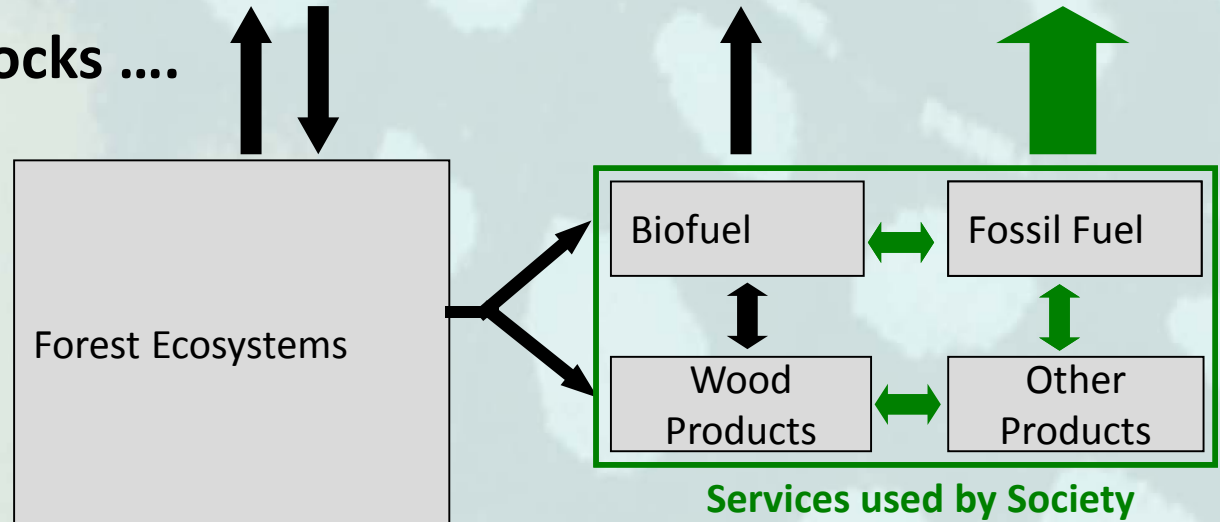 ocks ....
Biofuel
Fossil Fuel
Forest Ecosystems
Wood
Products
Other
Products
Services used by Society